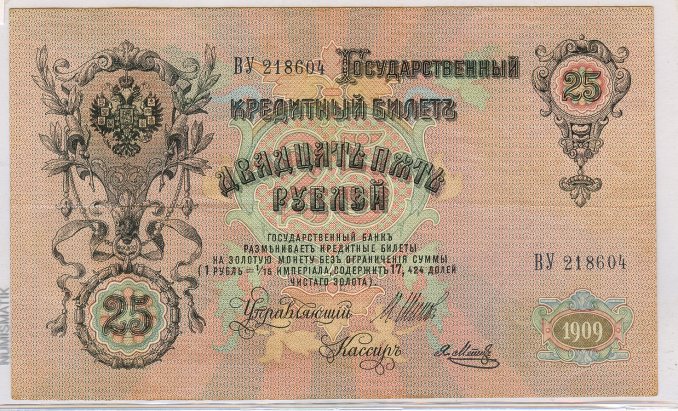 ВУ 218604 Государственный
25
Кредитный Билетъ
Двадцать пять
рублей
Государственный Банкъ
размѣниваетъ кредитные билеты
на золотую монету безъ ограниченія суммы
(1 рубль = 1/15 имперіала, содержитъ 17,424 долей
чистаго золота).
ВУ 218604
25
Управляющій
Кассиръ
1909
NUMISMATIK